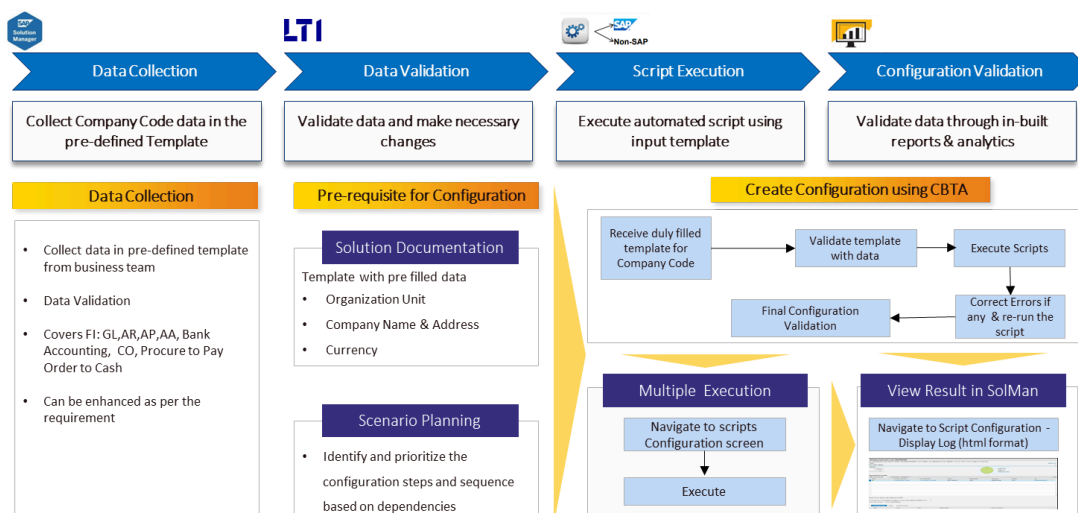 SAP
Solution
Manager
LTI
SAP
Non-SAP
Data Collection
Data Validation
Script Execution
Configuration Validation
Collect Company Code data in the
pre-defined Template
Validate data and make necessary
changes
Execute automated script using
input template
Validate data through in-built
reports & analytics
Data Collection
• Collect data in pre-defined template
from business team
• Data Validation
• Covers FI: GL,AR,AP,AA, Bank
Accounting, CO, Procure to Pay
Order to Cash
• Can be enhanced as per the
requirement
Pre-requisite for Configuration
Solution Documentation
Template with pre filled data
• Organization Unit
• Company Name & Address
• Currency
Scenario Planning
• Identify and prioritize the
configuration steps and sequence
based on dependencies
Create Configuration using CBTA
Receive duly filled
template for
Company Code
Validate template
with data
Execute Scripts
Correct Errors if
any & re-run the
script
Final Configuration
Validation
Multiple Execution
Navigate to scripts
Configuration screen
Execute
View Result in SolMan
Navigate to Script Configuration -
Display Log (html format)